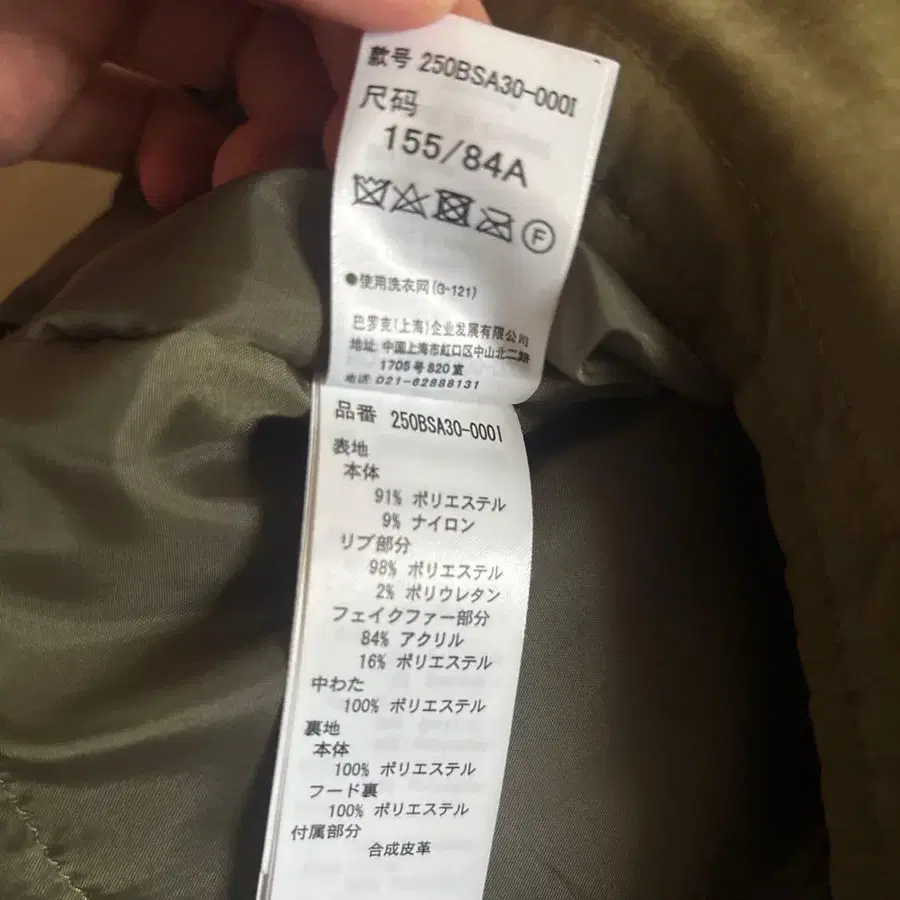 款号 250BSA30-000I
尺码
155/84A
F
●使用洗衣网(G-121)
巴罗克(上海)企业发展有限公司
地址:中国上海市虹口区中山北二路
1705号820室
电话:021-62888131
品番 250BSA30-000I
表地
本体
91% ポリエステル
9% ナイロン
リブ部分
98% ポリエステル
2% ポリウレタン
フェイクファー部分
84% アクリル
16% ポリエステル
中わた
100% ポリエステル
裏地
本体
100% ポリエステル
フード裏
100% ポリエステル
付属部分
合成皮革